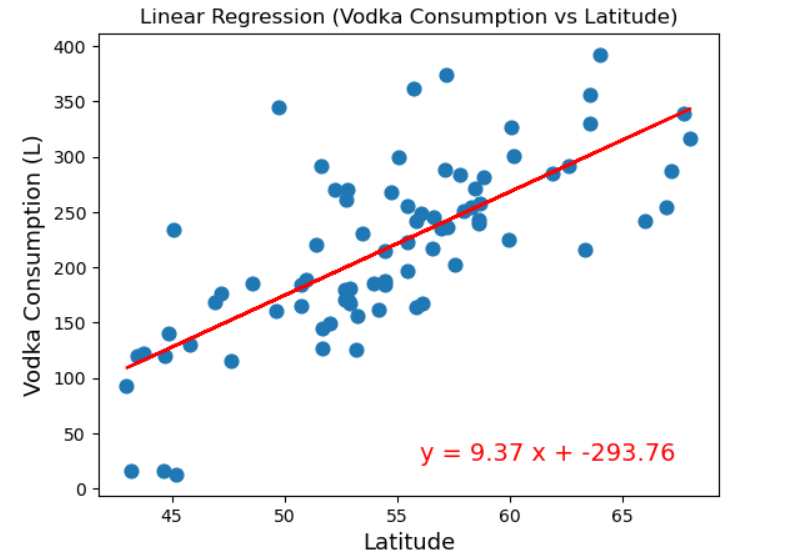 Linear Regression (Vodka Consumption vs Latitude)
Vodka Consumption (L)
400
350
300
250
200
150
100
50
0
y = 9.37 x + -293.76
45 50 55 60 65
Latitude